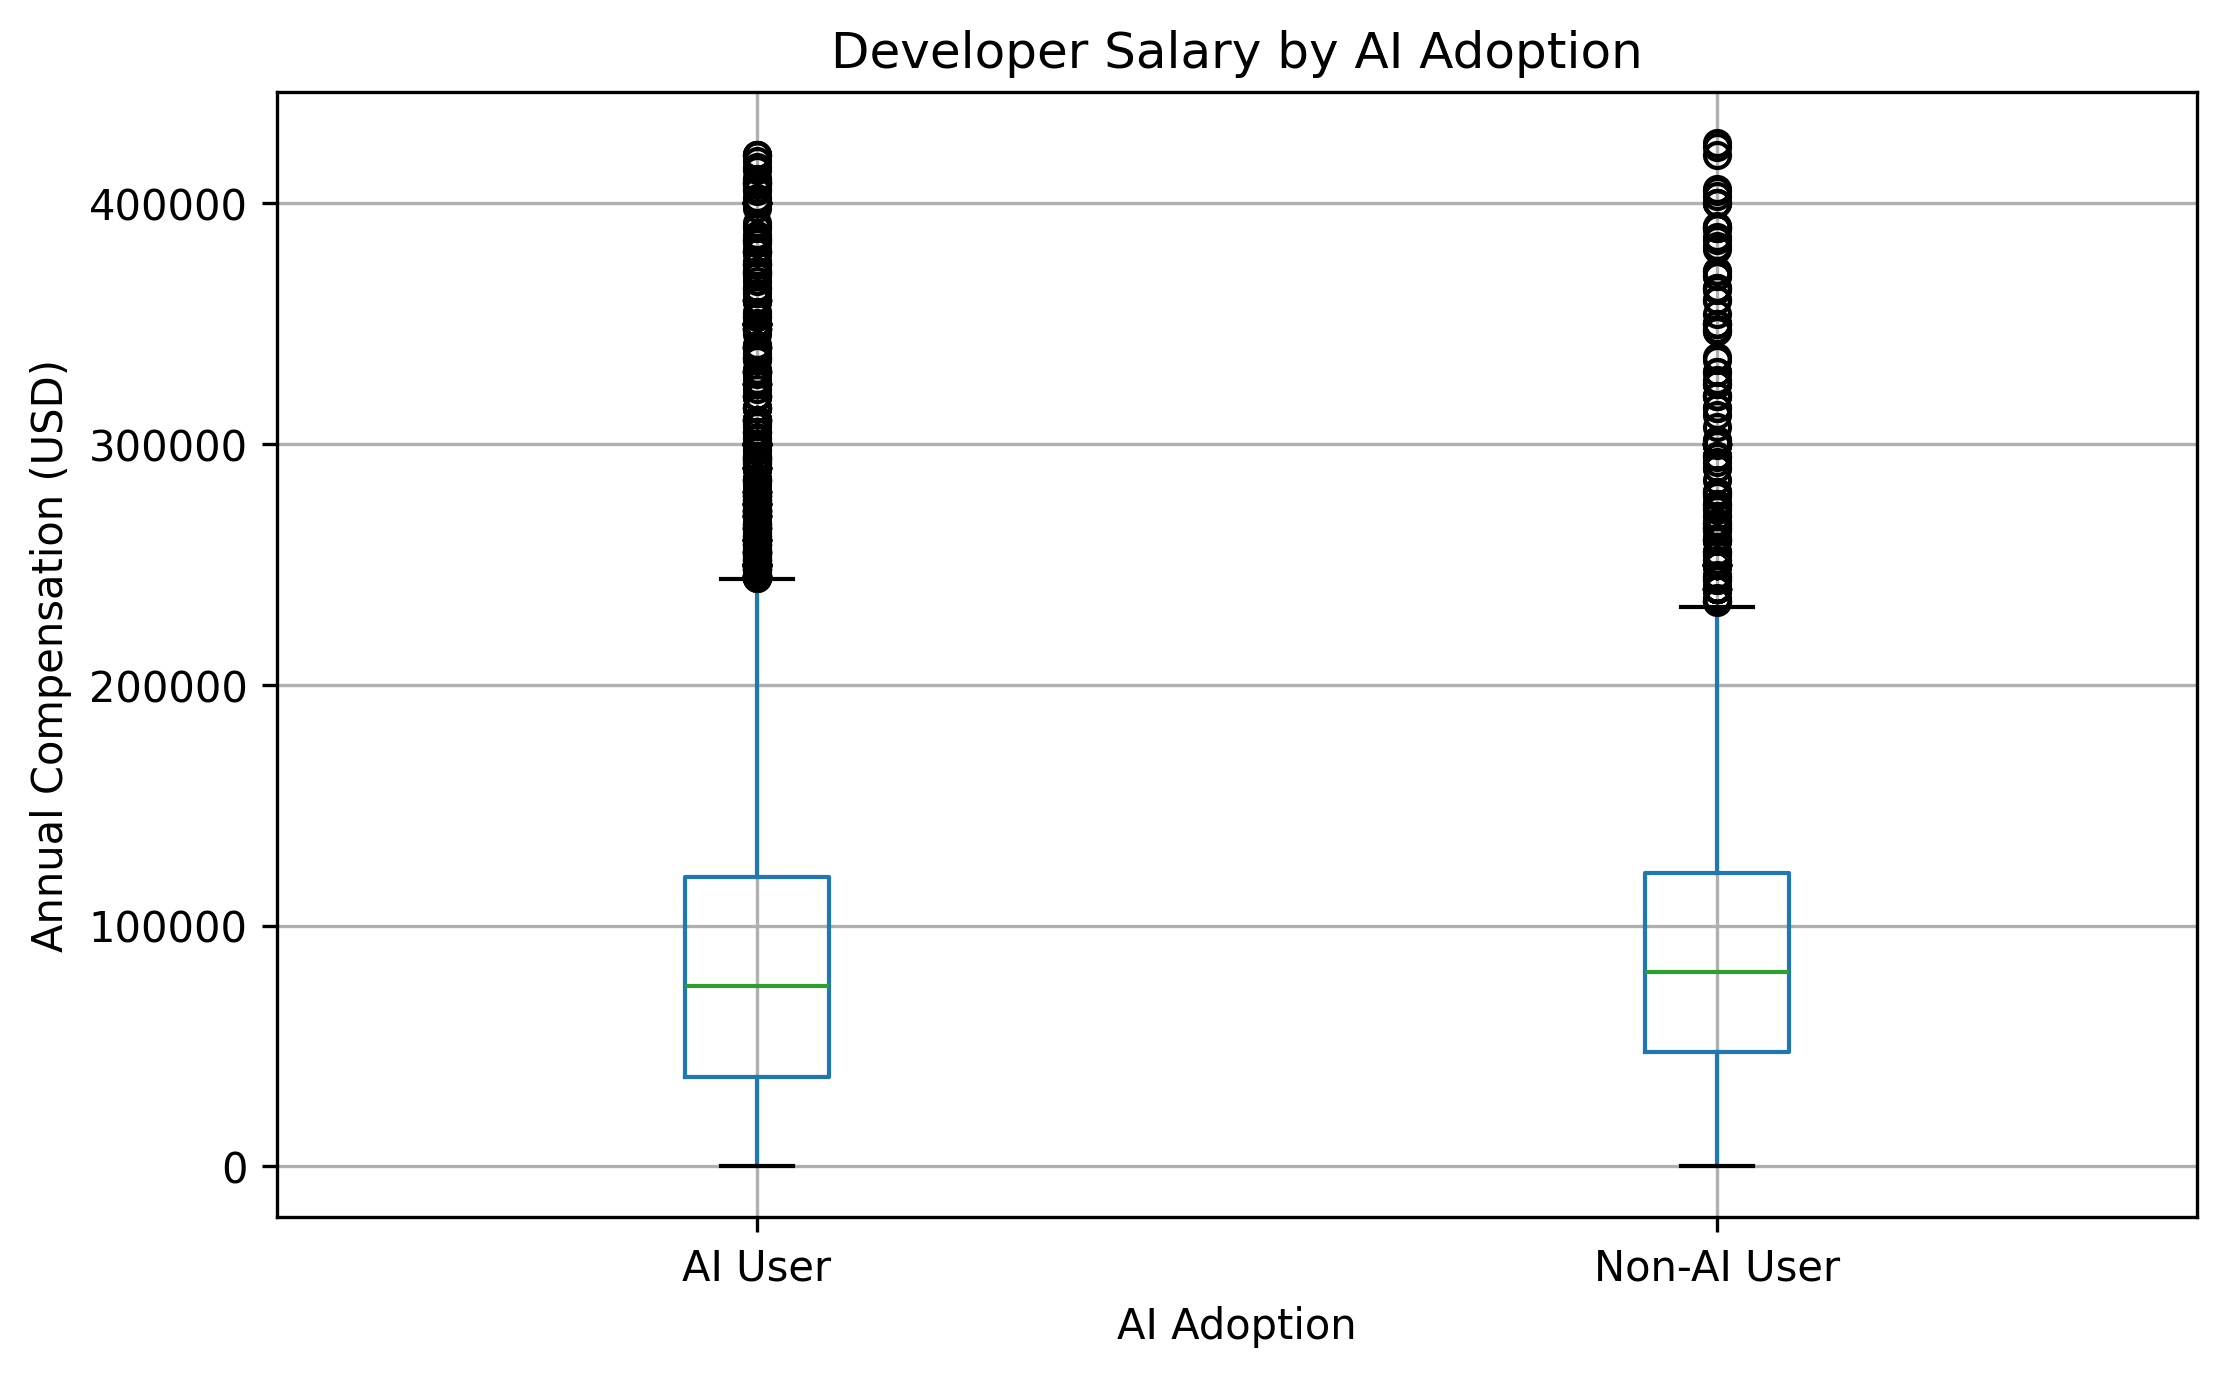 Developer Salary by AI Adoption
Annual Compensation (USD)
400000
300000
200000
100000
0
AI User
Non-AI User
AI Adoption